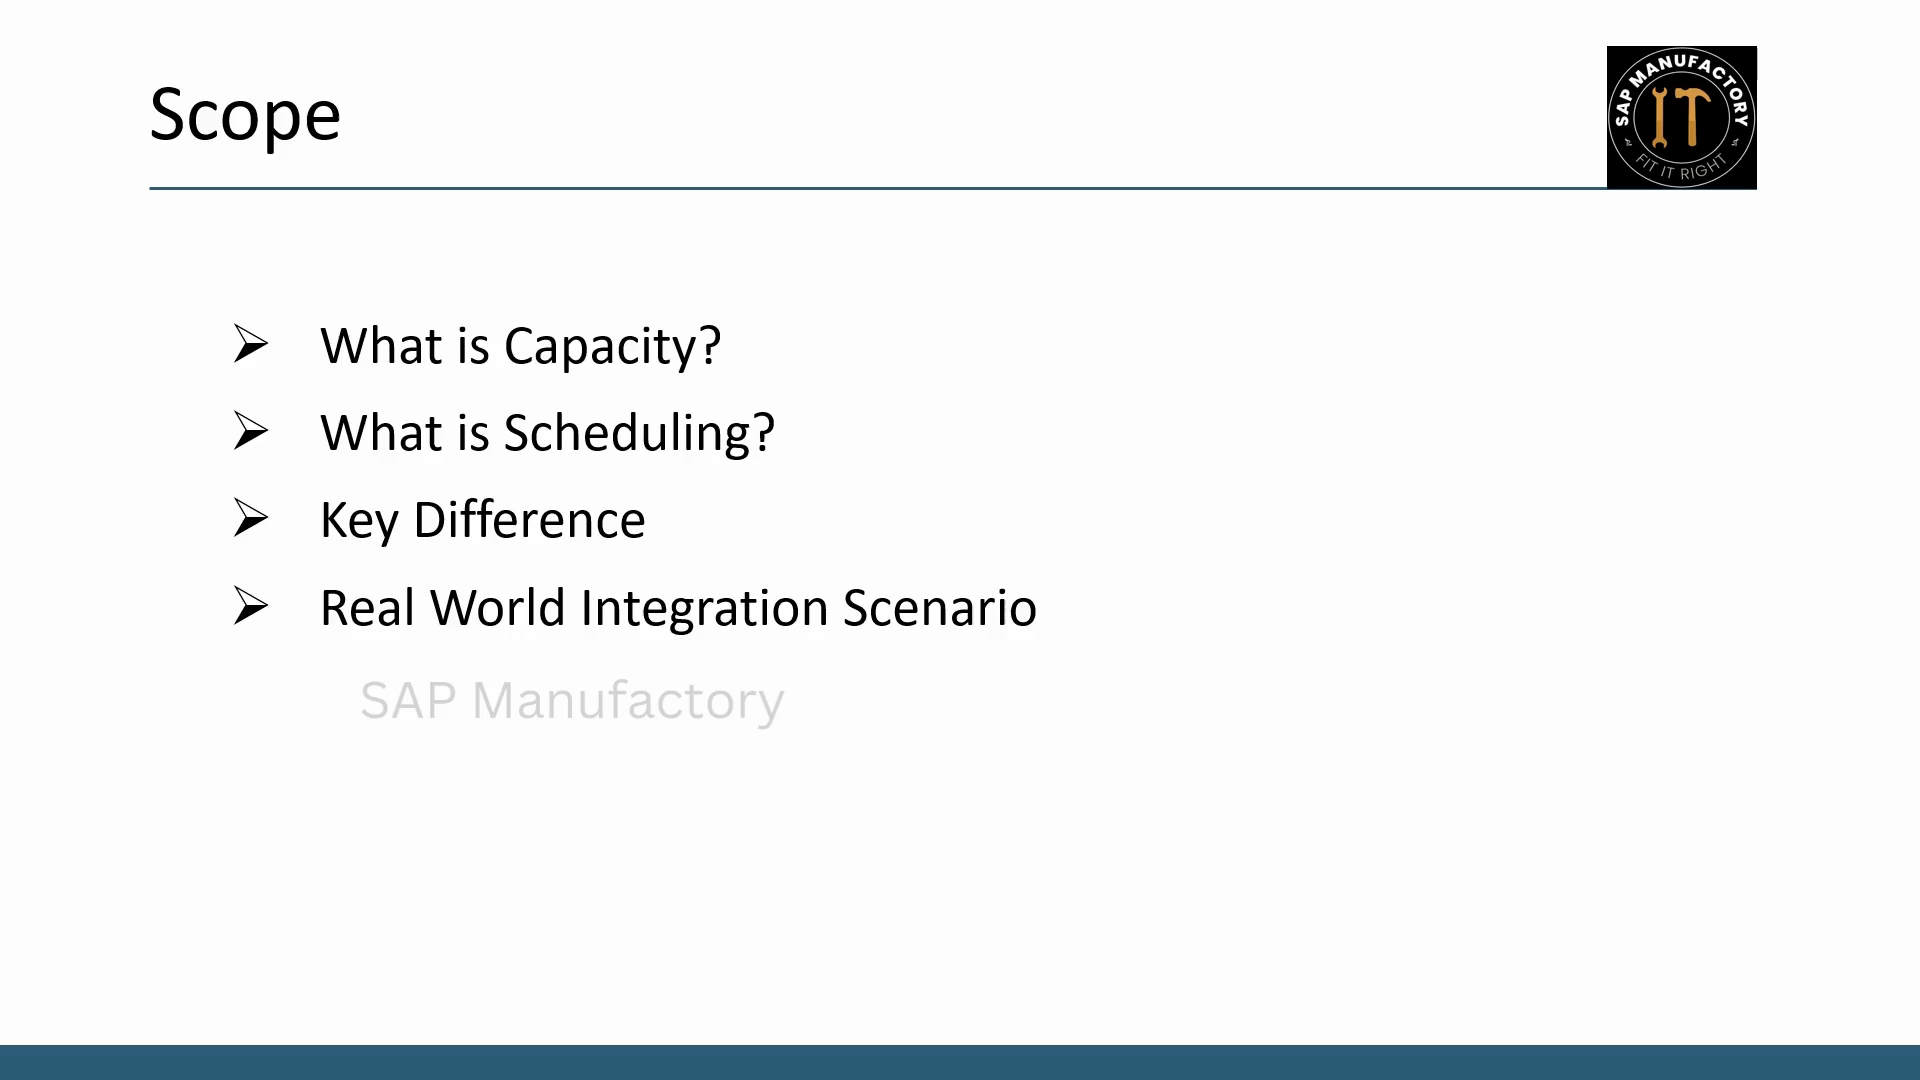 Scope
SAP MANUFACTORY
IT
FIT IT RIGHT
What is Capacity?
What is Scheduling?
Key Difference
Real World Integration Scenario
SAP Manufactory